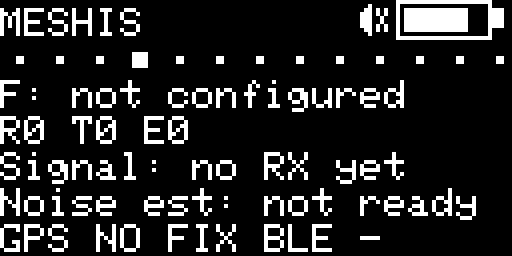 MESHIS
F: not configured
R0 T0 E0
Signal: no RX yet
Noise est: not ready
GPS NO FIX BLE -